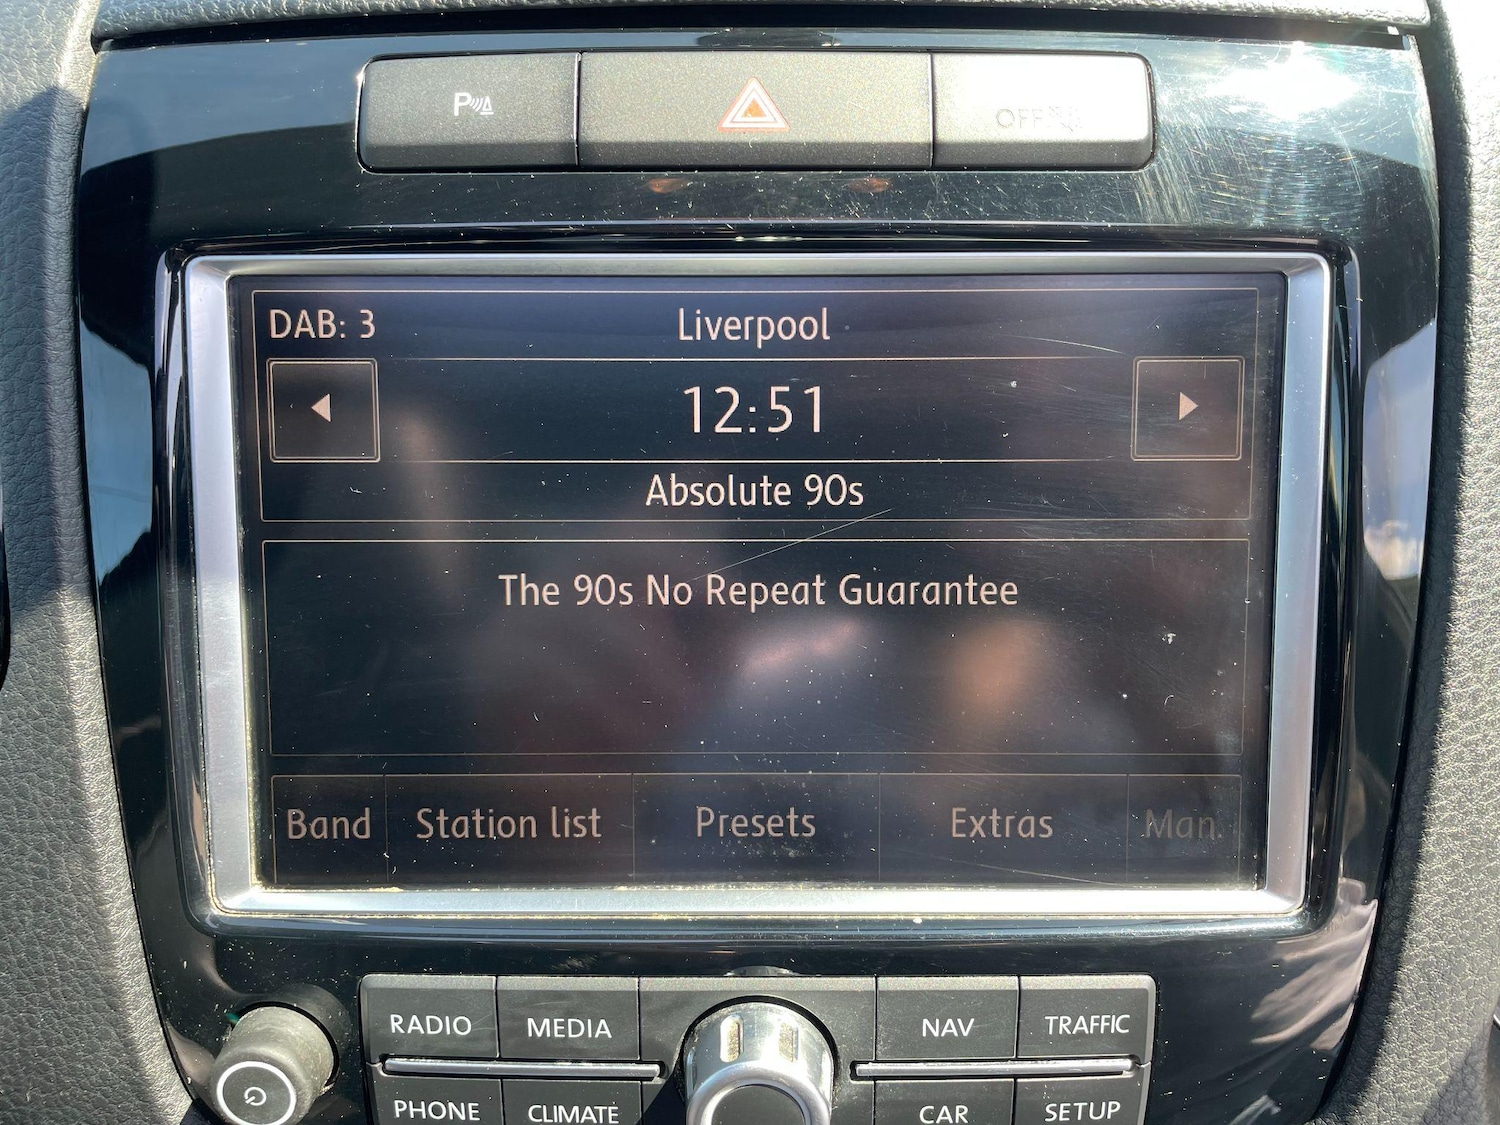 P
OFF
DAB: 3 Liverpool
12:51
Absolute 90s
The 90s No Repeat Guarantee
Band Station list Presets Extras Man.
RADIO MEDIA NAV TRAFFIC
PHONE CLIMATE CAR SETUP